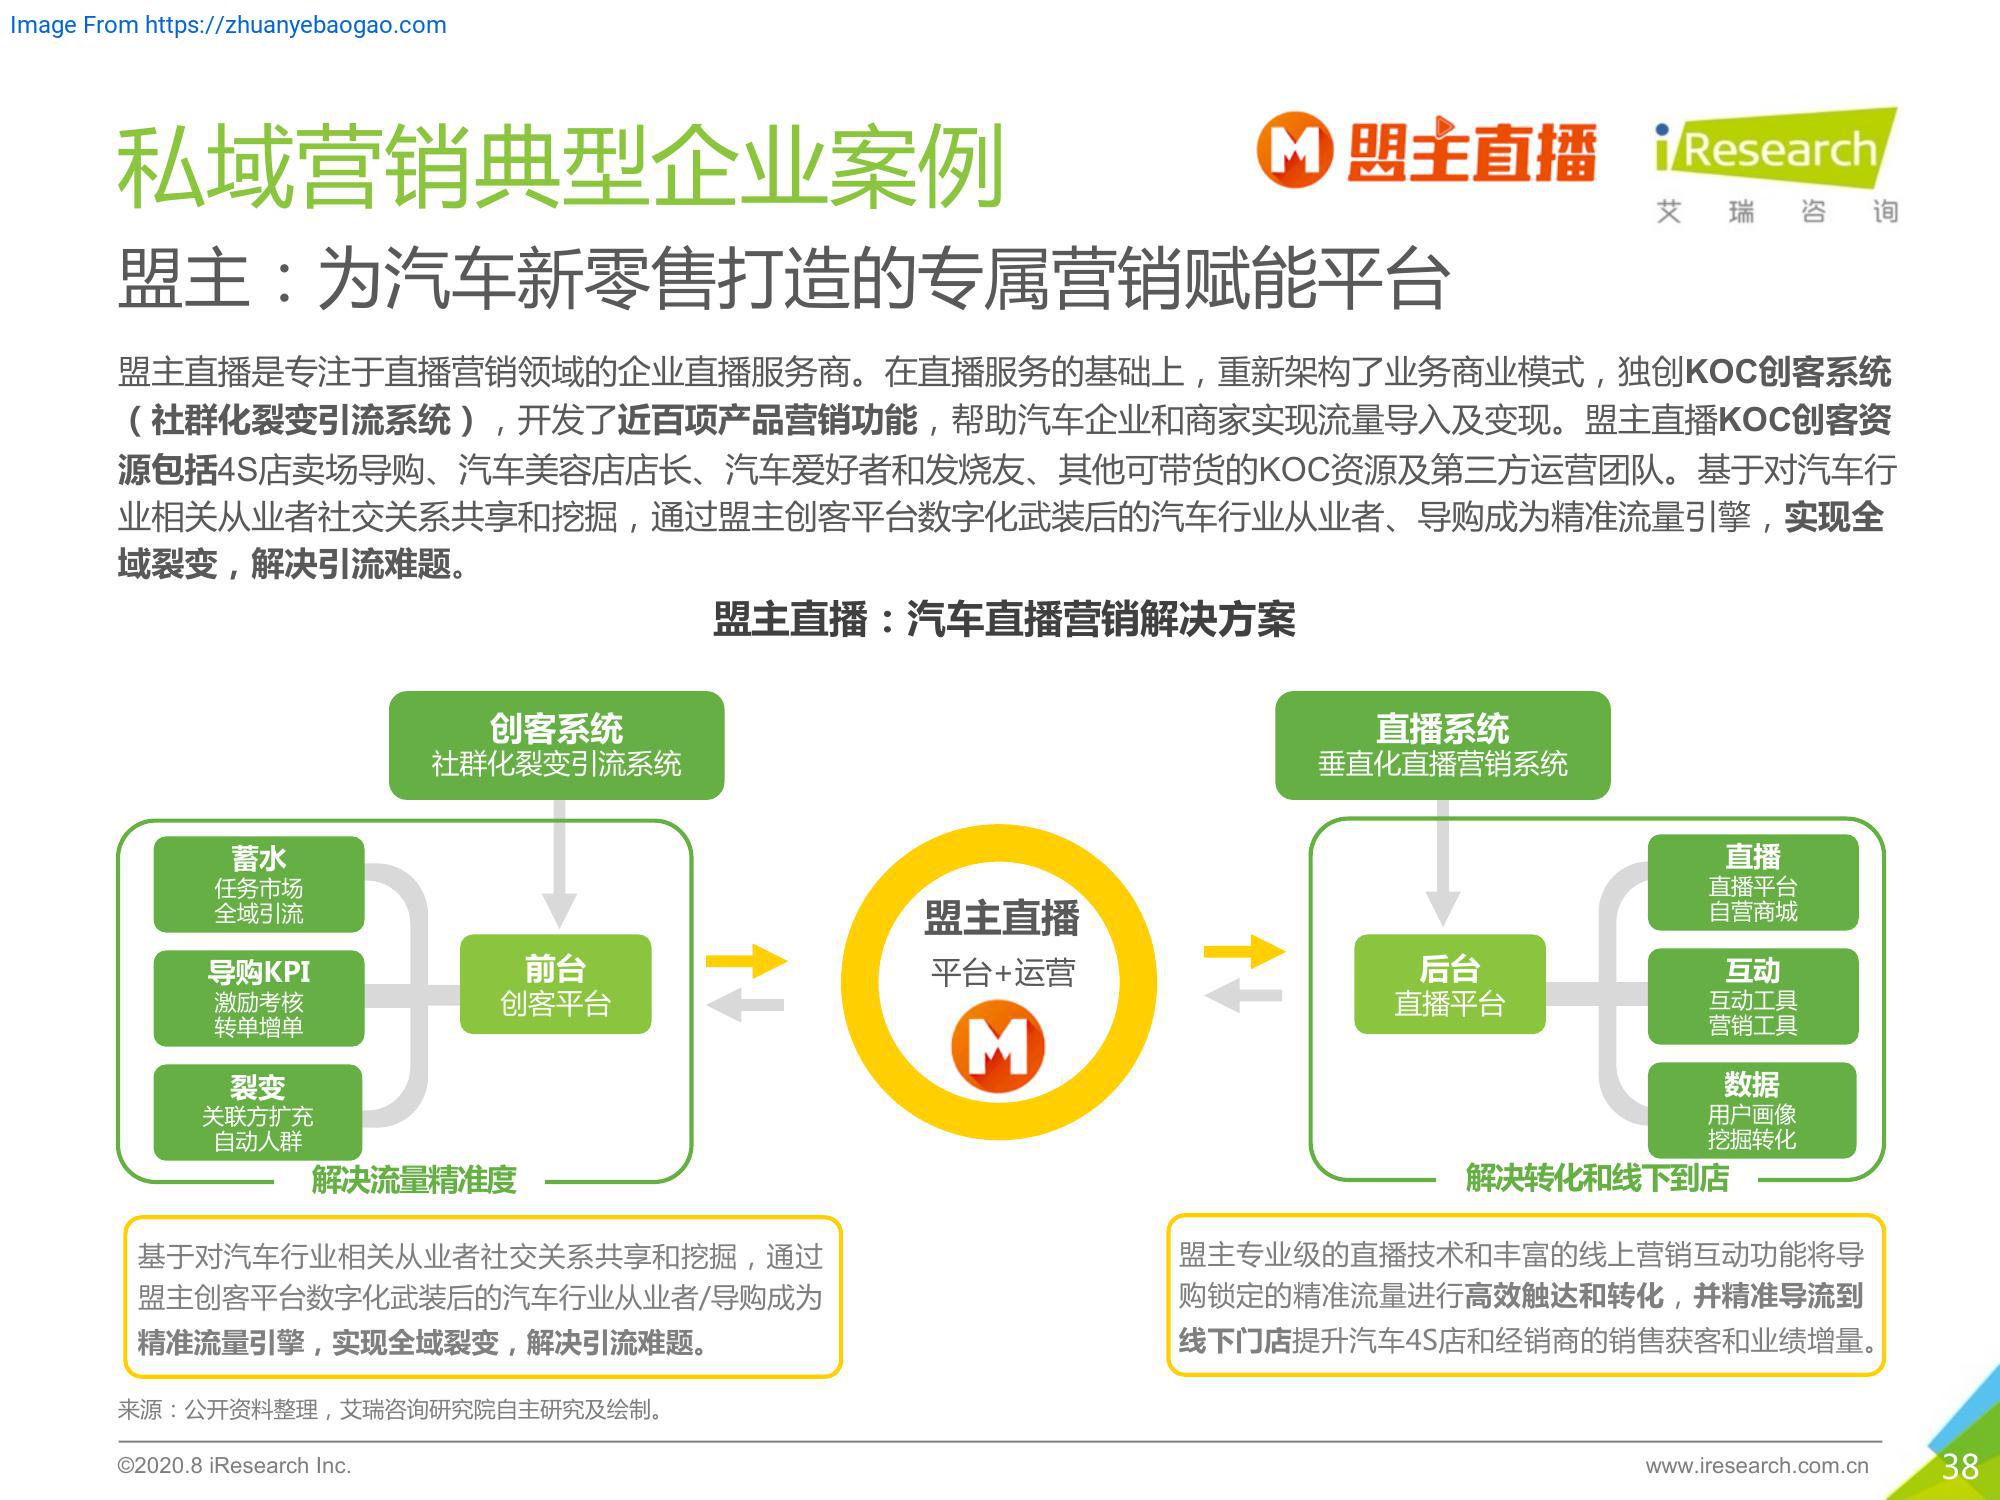 Image From https://zhuanyebaogao.com
私域营销典型企业案例
盟主直播
iResearch
艾瑞咨询
盟主：为汽车新零售打造的专属营销赋能平台
盟主直播是专注于直播营销领域的企业直播服务商。在直播服务的基础上，重新架构了业务商业模式，独创KOC创客系统
（社群化裂变引流系统），开发了近百项产品营销功能，帮助汽车企业和商家实现流量导入及变现。盟主直播KOC创客资
源包括4S店卖场导购、汽车美容店店长、汽车爱好者和发烧友、其他可带货的KOC资源及第三方运营团队。基于对汽车行
业相关从业者社交关系共享和挖掘，通过盟主创客平台数字化武装后的汽车行业从业者、导购成为精准流量引擎，实现全
域裂变，解决引流难题。
盟主直播：汽车直播营销解决方案
创客系统
社群化裂变引流系统
蓄水
任务市场
全域引流
导购KPI
激励考核
转单增单
裂变
关联方扩充
自动人群
前台
创客平台
解决流量精准度
盟主直播
平台+运营
直播系统
垂直化直播营销系统
后台
直播平台
直播
直播平台
自营商城
互动
互动工具
营销工具
数据
用户画像
挖掘转化
解决转化和线下到店
基于对汽车行业相关从业者社交关系共享和挖掘，通过
盟主创客平台数字化武装后的汽车行业从业者/导购成为
精准流量引擎，实现全域裂变，解决引流难题。
盟主专业级的直播技术和丰富的线上营销互动功能将导
购锁定的精准流量进行高效触达和转化，并精准导流到
线下门店提升汽车4S店和经销商的销售获客和业绩增量。
来源：公开资料整理，艾瑞咨询研究院自主研究及绘制。
©2020.8 iResearch Inc.
www.iresearch.com.cn
38